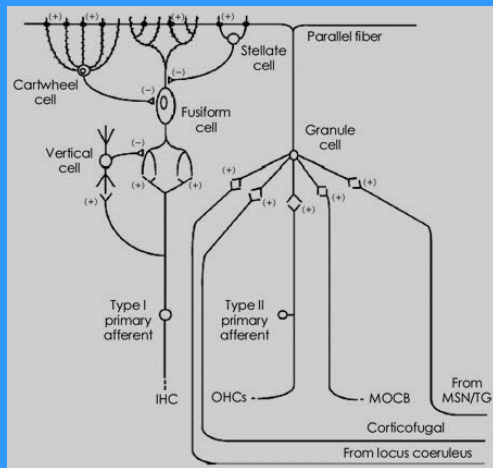 (+)
(+)
(+)
Parallel fiber
Stellate
cell
(−)
Cartwheel
cell
(−)
Fusiform
cell
Granule
cell
(−)
Vertical
cell
(+)
(+)
(+)
(+)
(+)
(+)
(+)
(+)
Type I
primary
afferent
Type II
primary
afferent
IHC
OHCs
MOCB
From
MSN/TG
Corticofugal
From locus coeruleus